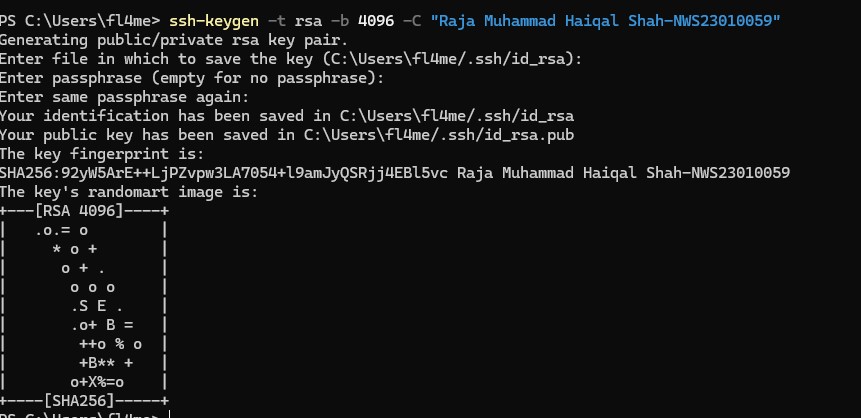 PS C:\Users\fl4me> ssh-keygen -t rsa -b 4096 -C "Raja Muhammad Haiqal Shah-NWS23010059"
Generating public/private rsa key pair.
Enter file in which to save the key (C:\Users\fl4me/.ssh/id_rsa):
Enter passphrase (empty for no passphrase):
Enter same passphrase again:
Your identification has been saved in C:\Users\fl4me/.ssh/id_rsa
Your public key has been saved in C:\Users\fl4me/.ssh/id_rsa.pub
The key fingerprint is:
SHA256:92yW5ArE++LjPZvpw3LA7054+l9amJyQSRjj4EBl5vc Raja Muhammad Haiqal Shah-NWS23010059
The key's randomart image is:
+---[RSA 4096]----+
|   .o.= o        |
|     * o +       |
|      o + .      |
|       o o o     |
|       .S E .    |
|       .o+ B =   |
|        ++o % o  |
|        +B** +   |
|       o+X%=o    |
+----[SHA256]-----+
PS C:\Users\fl4me>